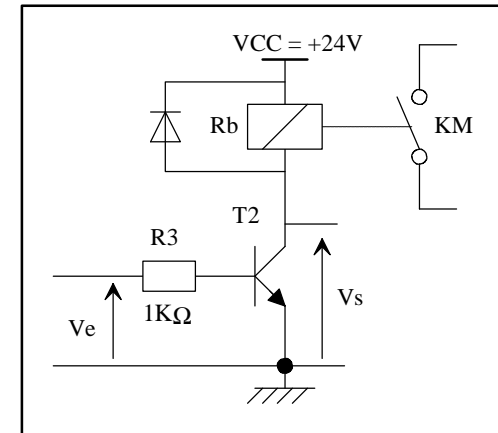 VCC = +24V
Rb
KM
T2
R3
1KΩ
Ve
Vs